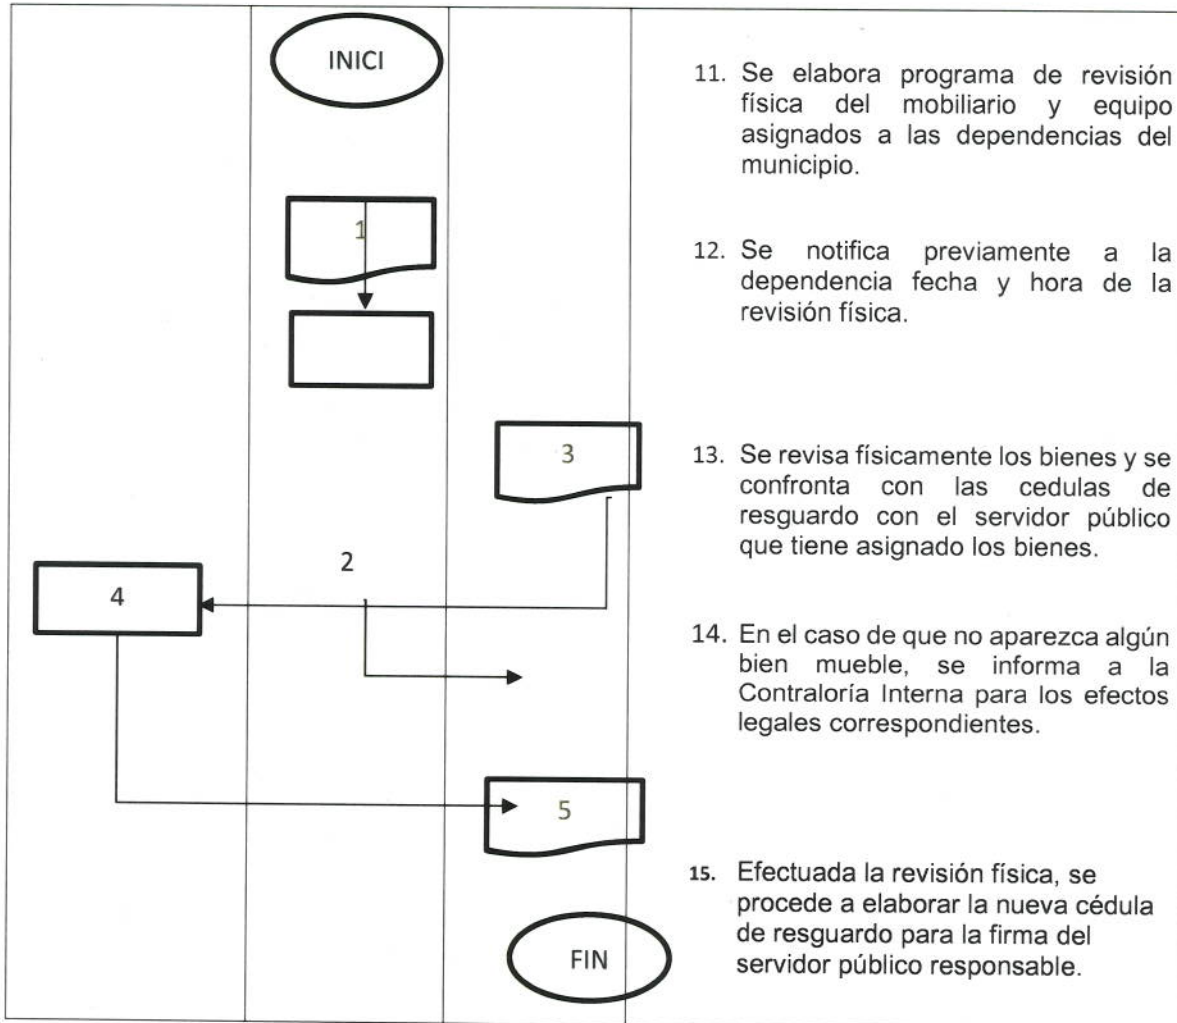 INICI
1
3
2
4
5
FIN
11. Se elabora programa de revisión
física del mobiliario y equipo
asignados a las dependencias del
municipio.
12. Se notifica previamente a la
dependencia fecha y hora de la
revisión física.
13. Se revisa físicamente los bienes y se
confronta con las cedulas de
resguardo con el servidor público
que tiene asignado los bienes.
14. En el caso de que no aparezca algún
bien mueble, se informa a la
Contraloría Interna para los efectos
legales correspondientes.
15. Efectuada la revisión física, se
procede a elaborar la nueva cédula
de resguardo para la firma del
servidor público responsable.